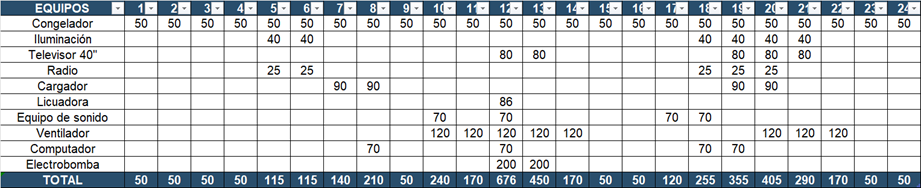 EQUIPOS 1 2 3 4 5 6 7 8 9 10 11 12 13 14 15 16 17 18 19 20 21 22 23 24
Congelador 50 50 50 50 50 50 50 50 50 50 50 50 50 50 50 50 50 50 50 50 50 50 50 50
Iluminación 40 40 40 40 40 40
Televisor 40" 80 80 80 80 80
Radio 25 25 25 25 25
Cargador 90 90 90 90
Licuadora 86
Equipo de sonido 70 70 70 70
Ventilador 120 120 120 120 120 120 120 120
Computador 70 70 70 70
Electrobomba 200 200
TOTAL 50 50 50 50 115 115 140 210 50 240 170 676 450 170 50 50 120 255 355 405 290 170 50 50